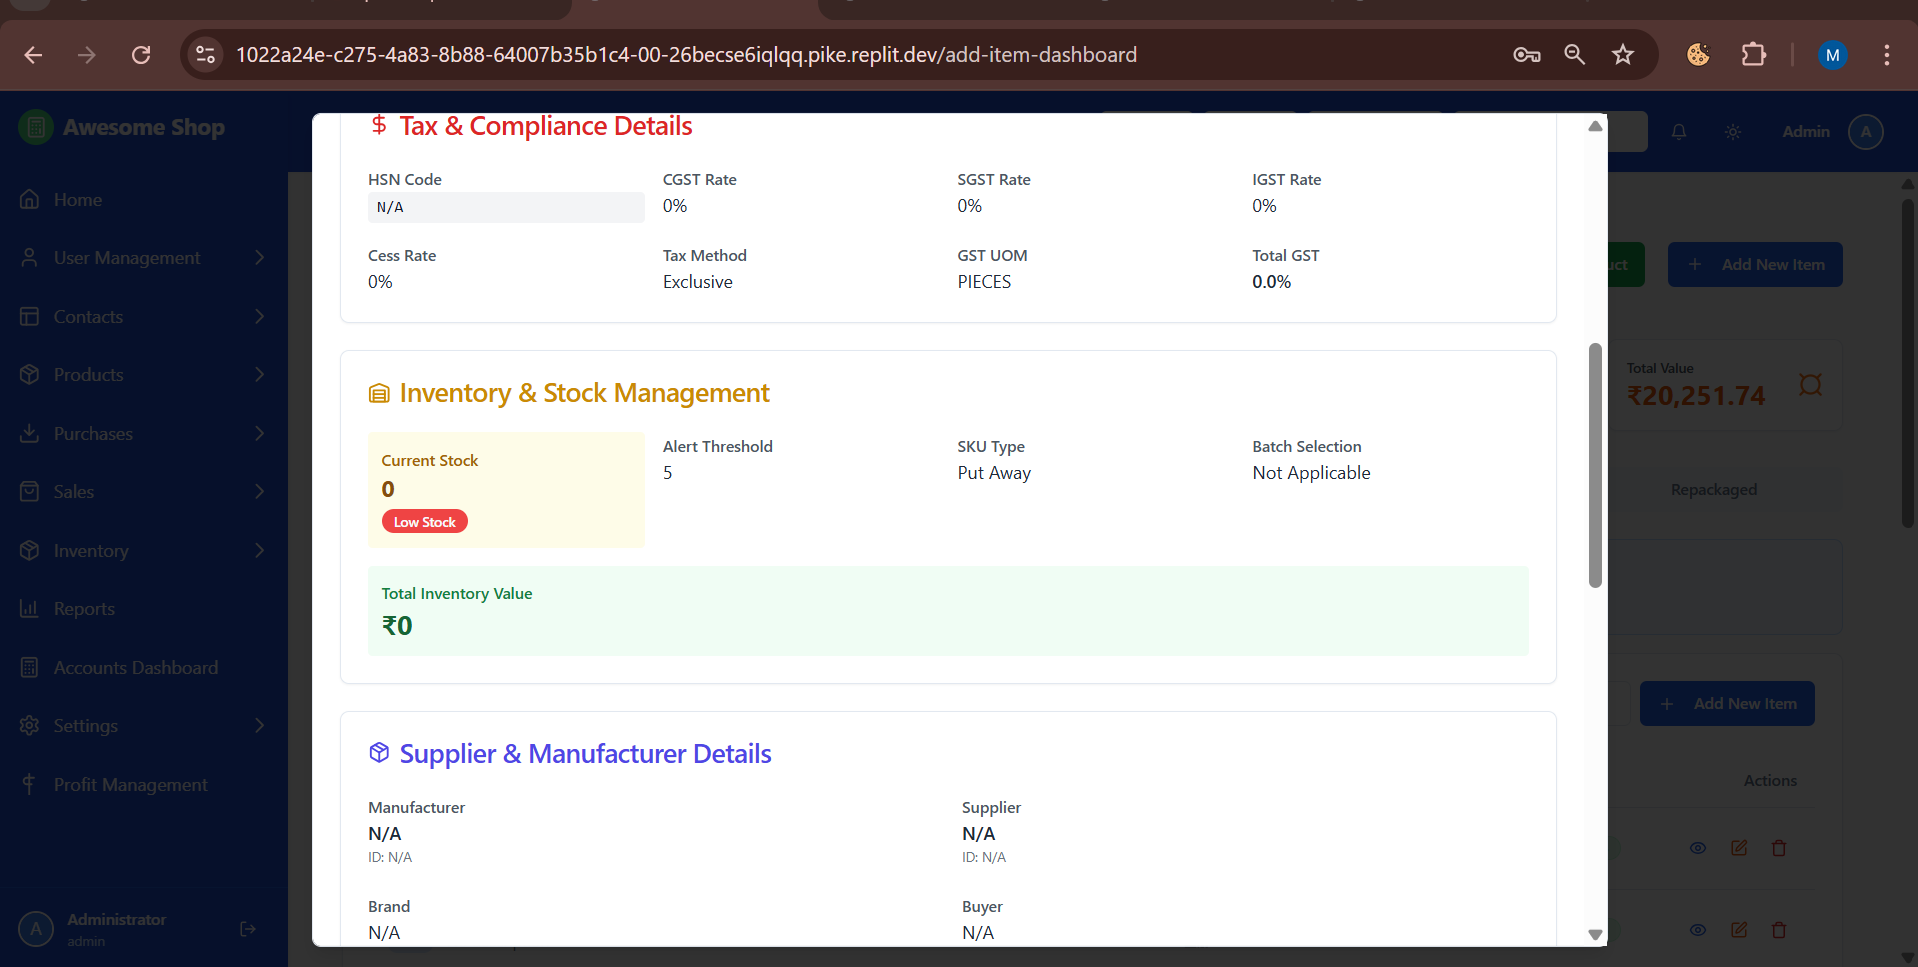 1022a24e-c275-4a83-8b88-64007b35b1c4-00-26becse6iqlqq.pike.replit.dev/add-item-dashboard
M
Awesome Shop
Admin
A
Home
User Management
Contacts
Products
Purchases
Sales
Inventory
Reports
Accounts Dashboard
Settings
Profit Management
A
Administrator
admin
Tax & Compliance Details
HSN Code
CGST Rate
SGST Rate
IGST Rate
N/A
0%
0%
0%
Cess Rate
Tax Method
GST UOM
Total GST
0%
Exclusive
PIECES
0.0%
Inventory & Stock Management
Current Stock
0
Low Stock
Alert Threshold
5
SKU Type
Put Away
Batch Selection
Not Applicable
Total Inventory Value
₹0
Supplier & Manufacturer Details
Manufacturer
N/A
ID: N/A
Supplier
N/A
ID: N/A
Brand
N/A
Buyer
N/A
Add New Item
Total Value
₹20,251.74
Repackaged
Add New Item
Actions